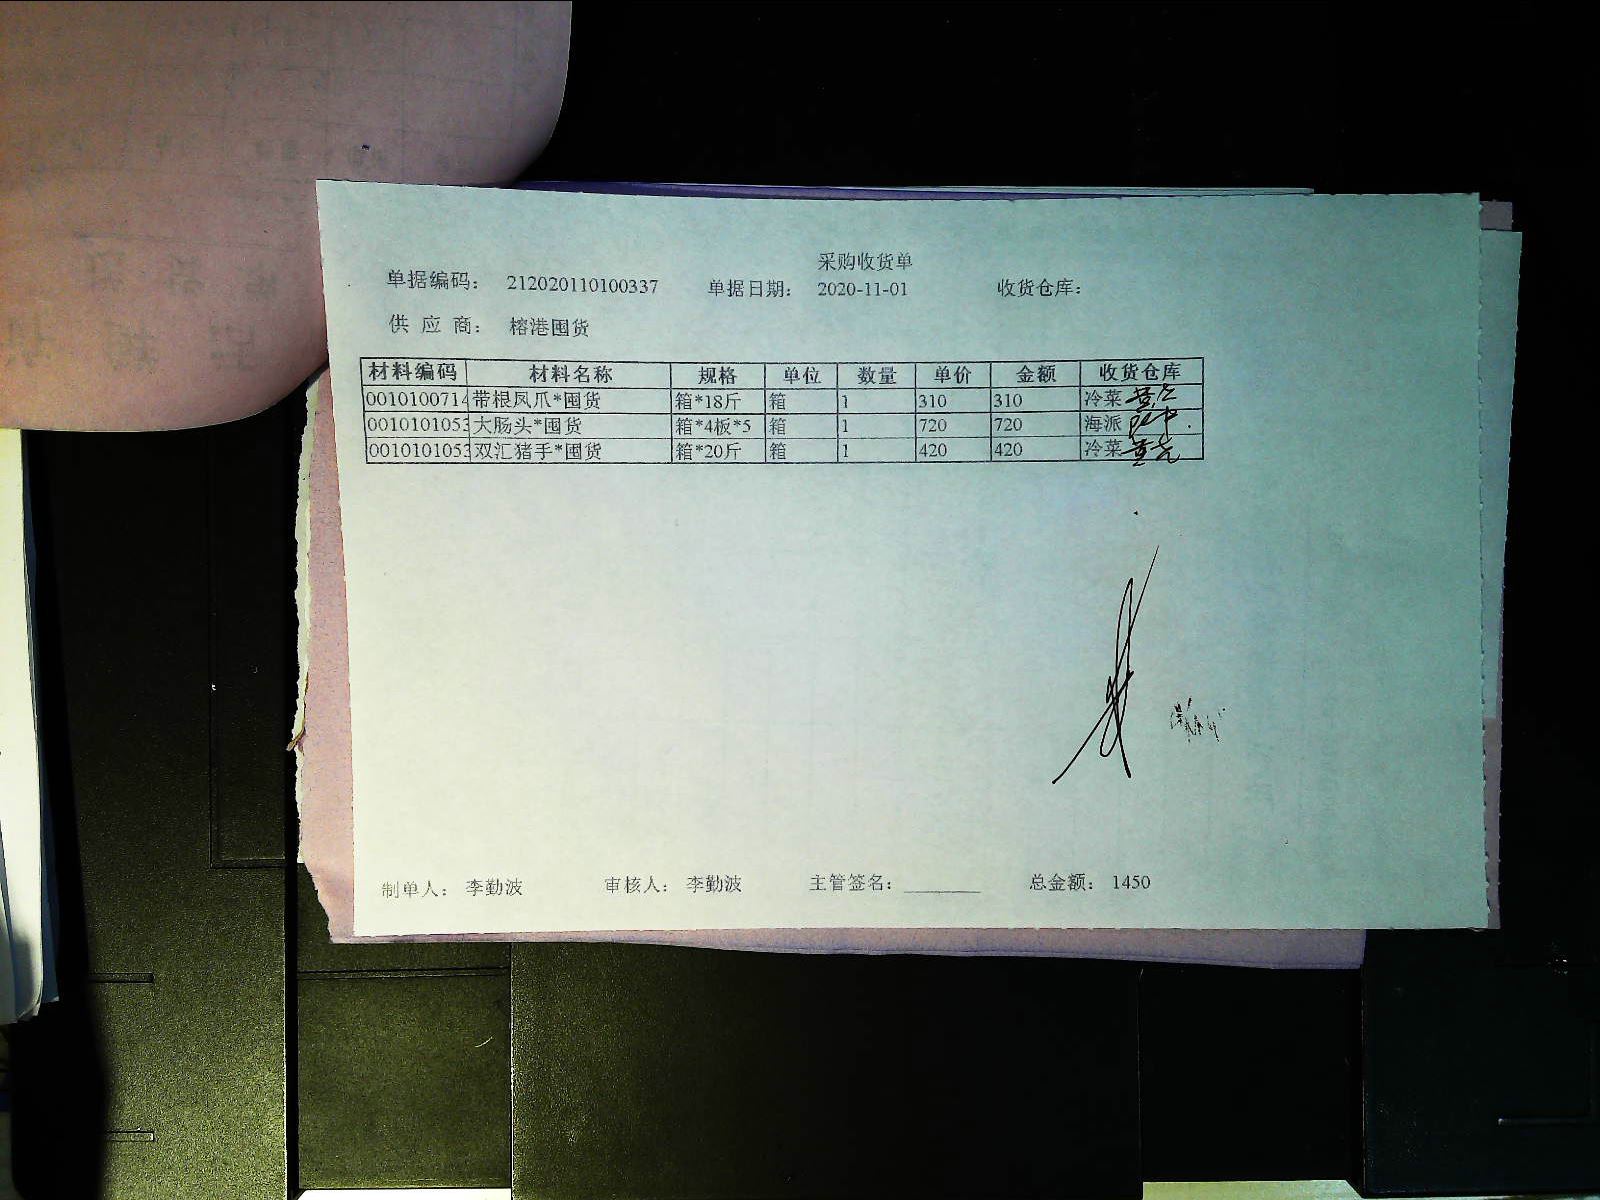 采购收货单
单据编码： 212020110100337 单据日期： 2020-11-01 收货仓库：
供 应 商： 榕港囤货
材料编码 材料名称 规格 单位 数量 单价 金额 收货仓库
0010100714 带根凤爪*囤货 箱*18斤 箱 1 310 310 冷菜
0010101053 大肠头*囤货 箱*4板*5 箱 1 720 720 海派
0010101053 双汇猪手*囤货 箱*20斤 箱 1 420 420 冷菜
制单人： 李勤波 审核人： 李勤波 主管签名： 总金额： 1450